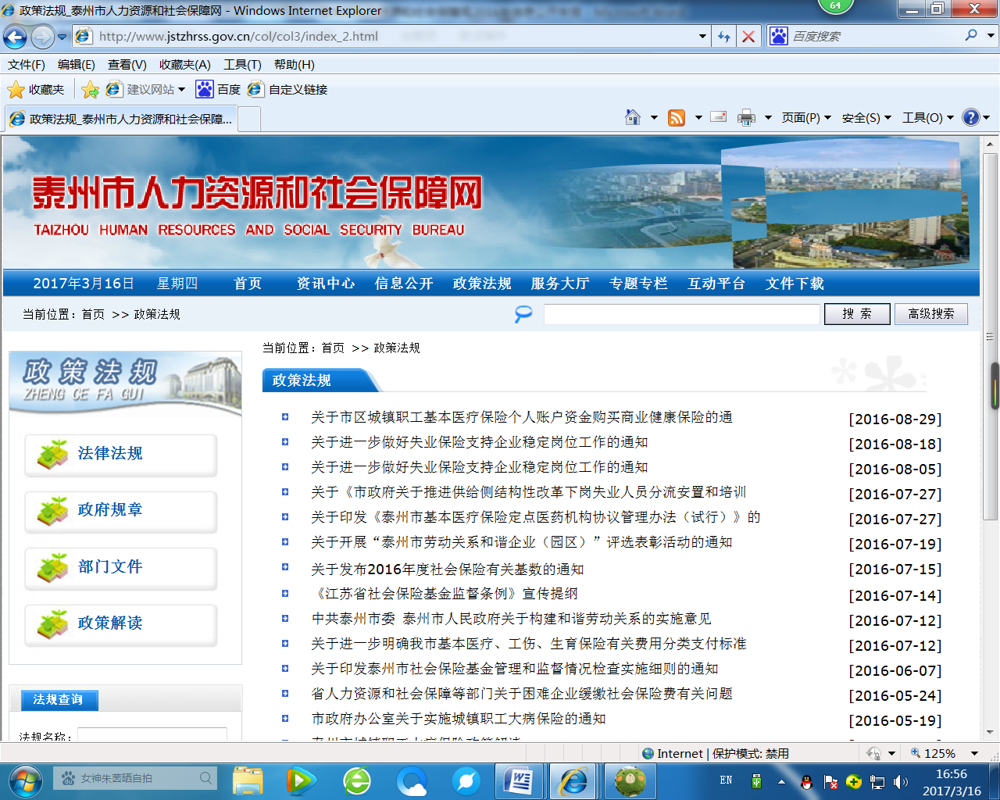 政策法规_泰州市人力资源和社会保障网 - Windows Internet Explorer
64
http://www.jstzhrss.gov.cn/col/col3/index_2.html
百度搜索
文件(F) 编辑(E) 查看(V) 收藏夹(A) 工具(T) 帮助(H)
收藏夹 建议网站 百度 自定义链接
政策法规_泰州市人力资源和社会保障... 页面(P) 安全(S) 工具(O)
泰州市人力资源和社会保障网
TAIZHOU HUMAN RESOURCES AND SOCIAL SECURITY BUREAU
2017年3月16日 星期四 首页 资讯中心 信息公开 政策法规 服务大厅 专题专栏 互动平台 文件下载
当前位置：首页 >> 政策法规 搜 索 高级搜索
政策法规
ZHENG CE FA GUI
法律法规
政府规章
部门文件
政策解读
法规查询
法规名称：
当前位置：首页 >> 政策法规
政策法规
关于市区城镇职工基本医疗保险个人账户资金购买商业健康保险的通 [2016-08-29]
关于进一步做好失业保险支持企业稳定岗位工作的通知 [2016-08-18]
关于进一步做好失业保险支持企业稳定岗位工作的通知 [2016-08-05]
关于《市政府关于推进供给侧结构性改革下岗失业人员分流安置和培训 [2016-07-27]
关于印发《泰州市基本医疗保险定点医药机构协议管理办法（试行）》的 [2016-07-27]
关于开展“泰州市劳动关系和谐企业（园区）”评选表彰活动的通知 [2016-07-19]
关于发布2016年度社会保险有关基数的通知 [2016-07-15]
《江苏省社会保险基金监督条例》宣传提纲 [2016-07-14]
中共泰州市委 泰州市人民政府关于构建和谐劳动关系的实施意见 [2016-07-12]
关于进一步明确我市基本医疗、工伤、生育保险有关费用分类支付标准 [2016-07-12]
关于印发泰州市社会保险基金管理和监督情况检查实施细则的通知 [2016-06-07]
省人力资源和社会保障等部门关于困难企业缓缴社会保险费有关问题 [2016-05-24]
市政府办公室关于实施城镇职工大病保险的通知 [2016-05-19]
Internet | 保护模式: 禁用 125%
女神朱茵晒自拍 EN 16:56
2017/3/16